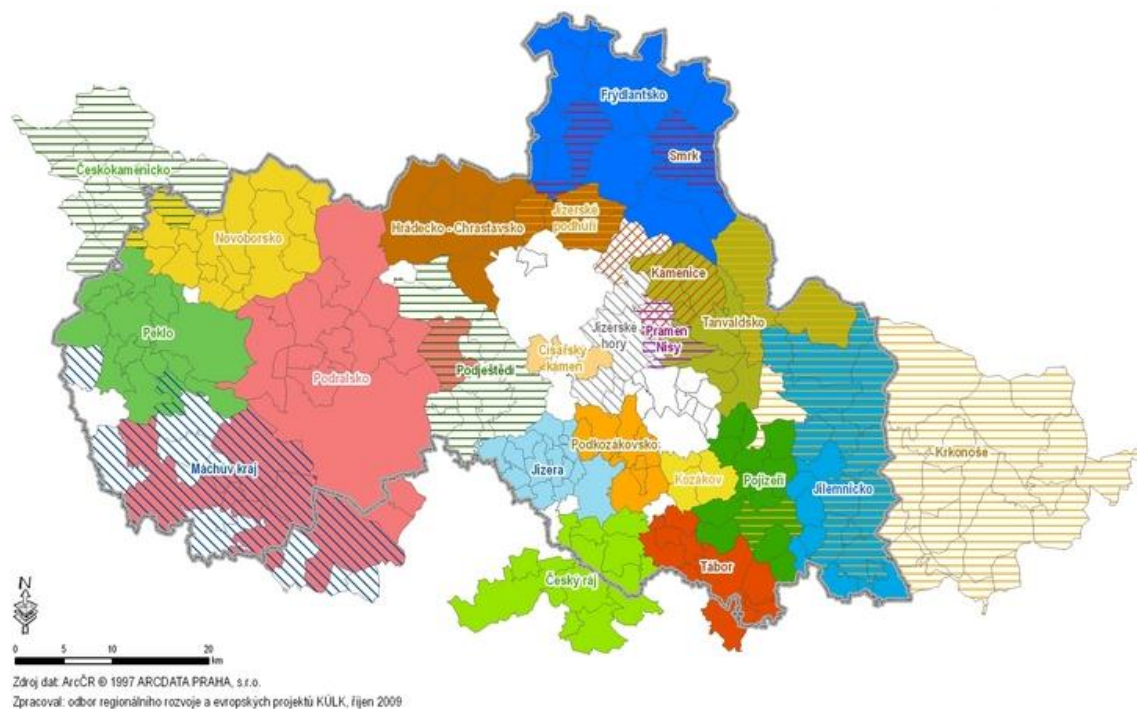 Frýdlantsko
Smrk
Českokamenicko
Jizerské
podhůří
Hrádecko - Chrastavsko
Novoborsko
Kamenice
Tanvaldsko
Jizerské
hory
Pramen
Nisy
Peklo
Císařský
kámen
Podještědí
Podralsko
Podkozákovsko
Krkonoše
Máchův kraj
Jizera
Kozákov
Pojizeří
Jilemnicko
Tábor
Český ráj
N
0 5 10 20
km
Zdroj dat: ArcČR © 1997 ARCDATA PRAHA, s.r.o.
Zpracoval: odbor regionálního rozvoje a evropských projektů KÚLK, říjen 2009